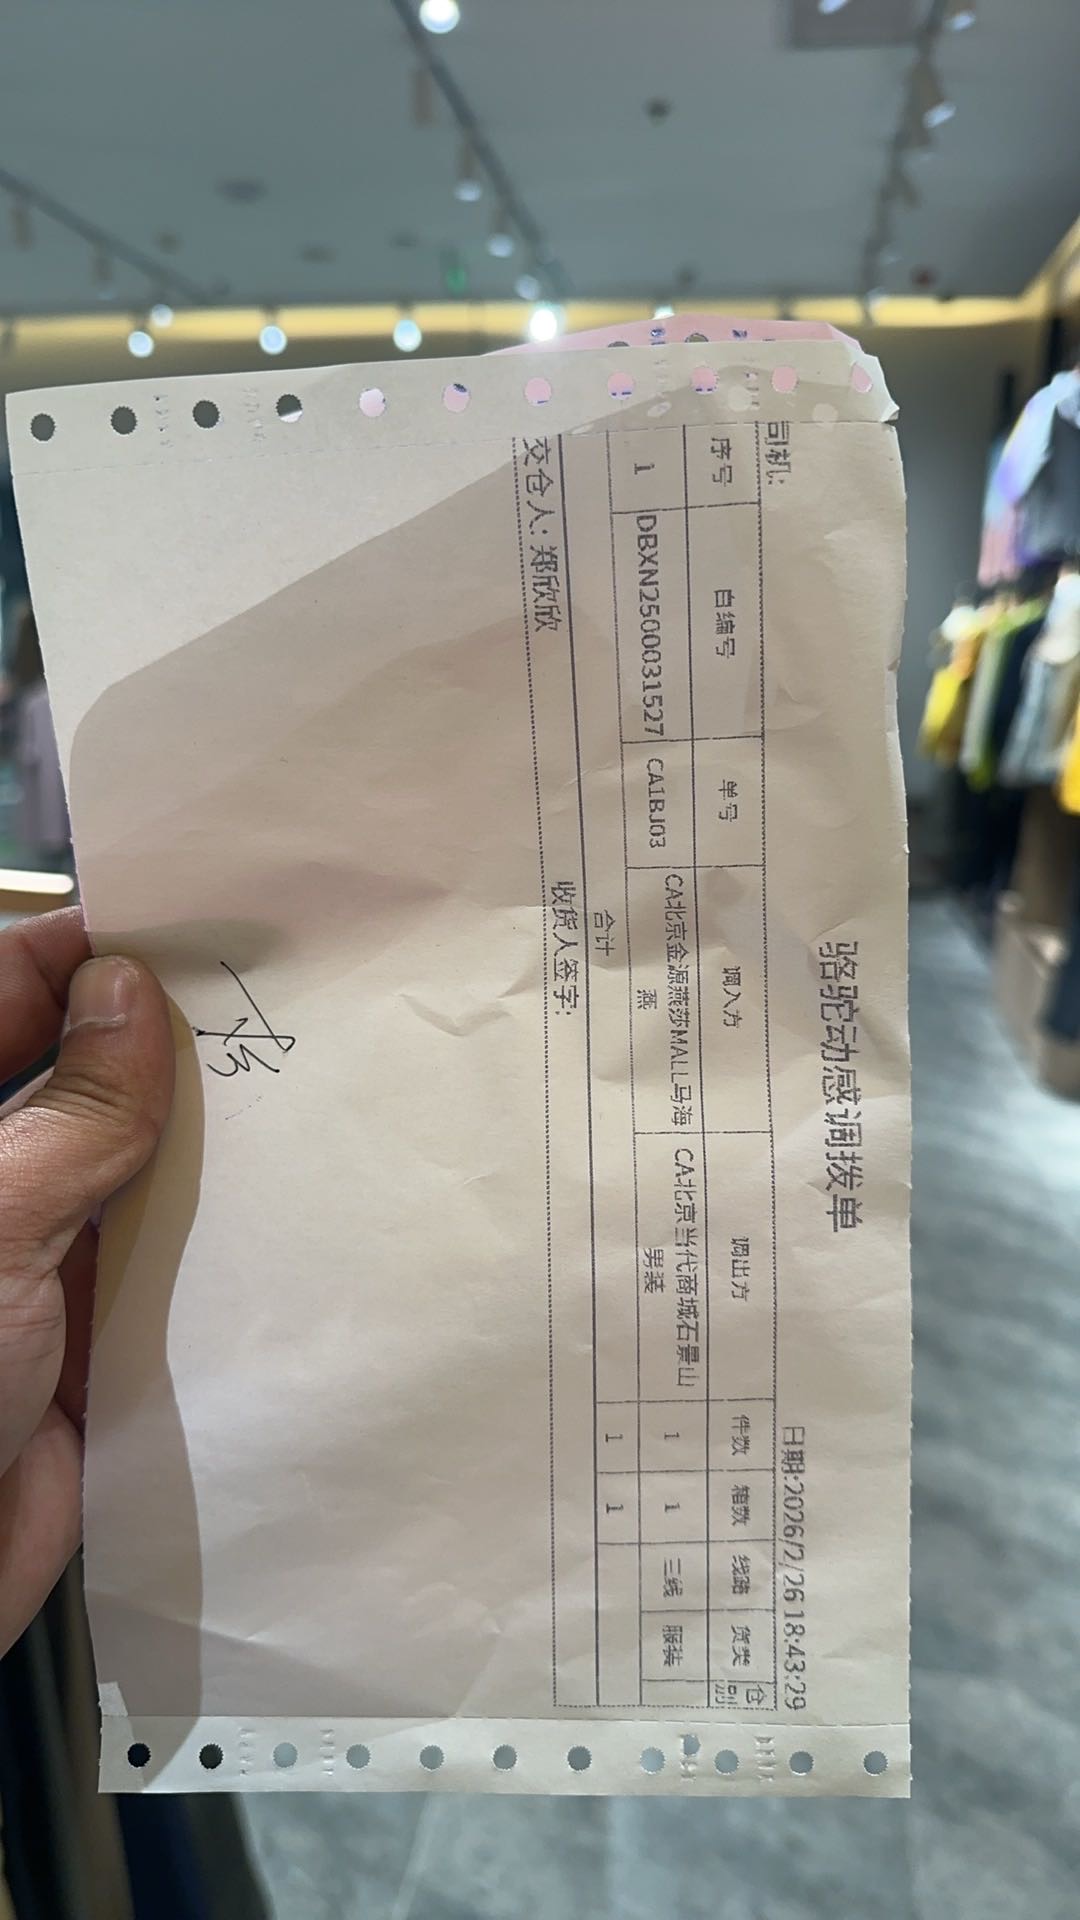 骆驼动感调拨单
司机: 日期:2026/2/26 18:43:29
序号 自编号 单号 调入方 调出方 件数 箱数 线路 货类 仓别
1 DBXN2500031527 CA1BJ03 CA北京金源燕莎MALL马海燕 CA北京当代商城石景山男装 1 1 三线 服装
合计 1 1
交仓人: 郑欣欣 收货人签字: